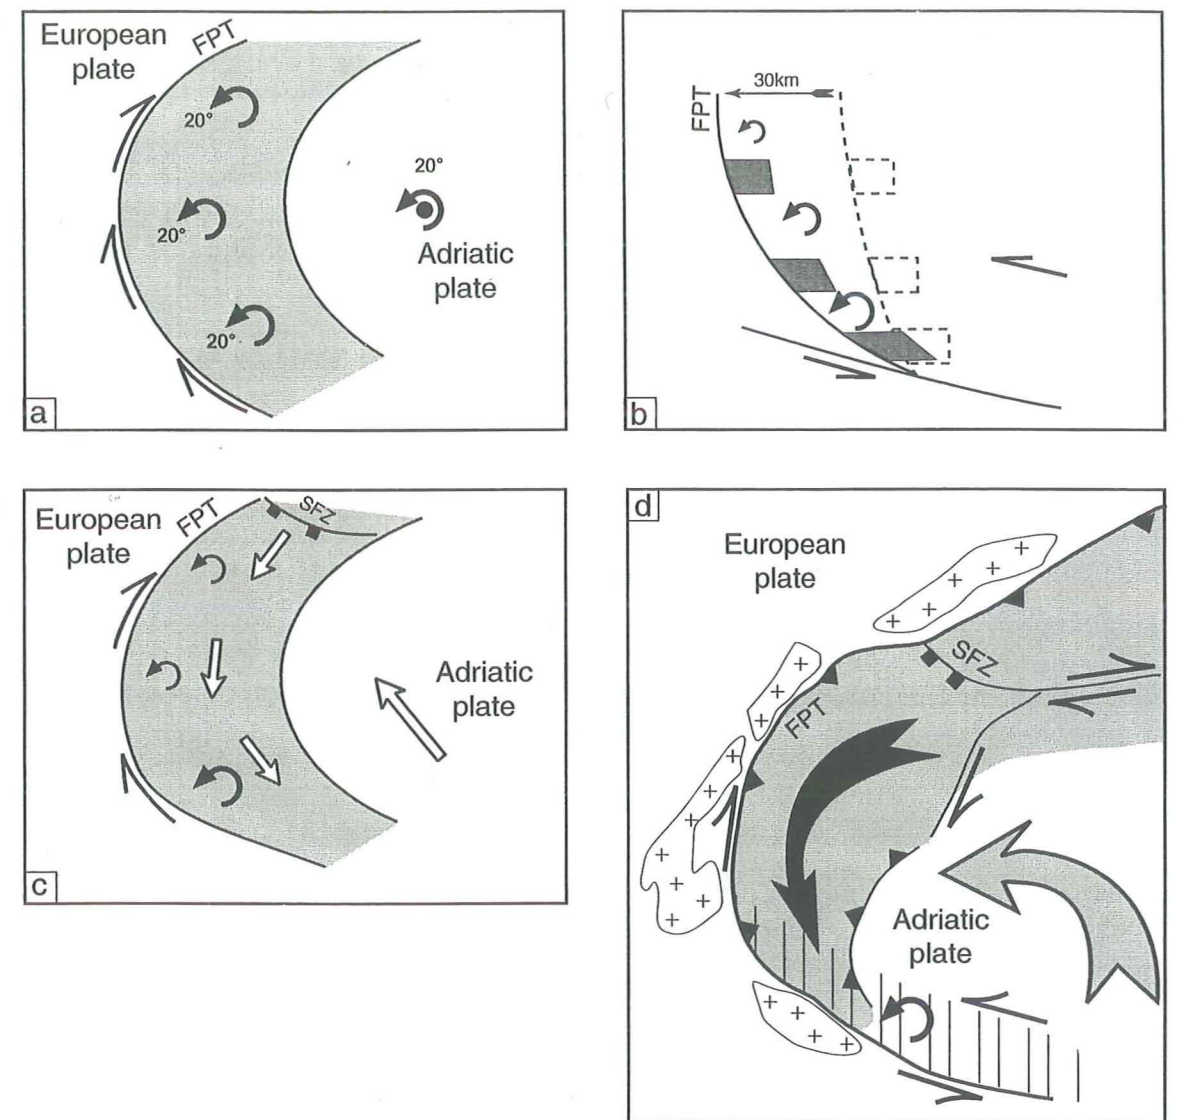 European
plate
FPT
20°
20°
20°
20°
Adriatic
plate
a
30km
FPT
b
European
plate
FPT
SFZ
Adriatic
plate
c
d
European
plate
SFZ
FPT
Adriatic
plate